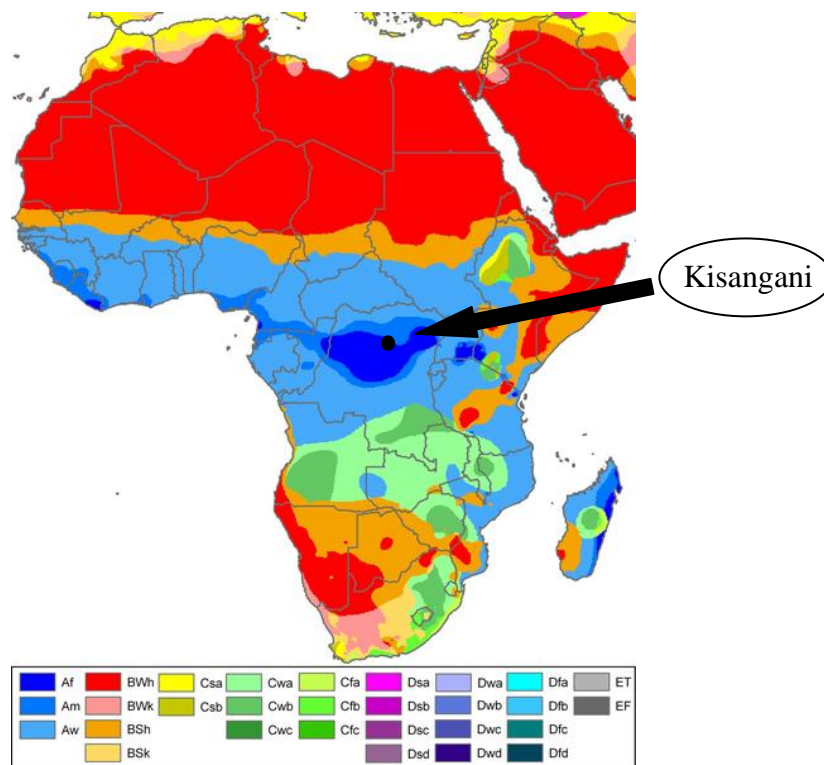 Kisangani
Af BWh Csa Cwa Cfa Dsa Dwa Dfa ET
Am BWk Csb Cwb Cfb Dsb Dwb Dfb EF
Aw BSh Cwc Cfc Dsc Dwc Dfc
BSk Dsd Dwd Dfd